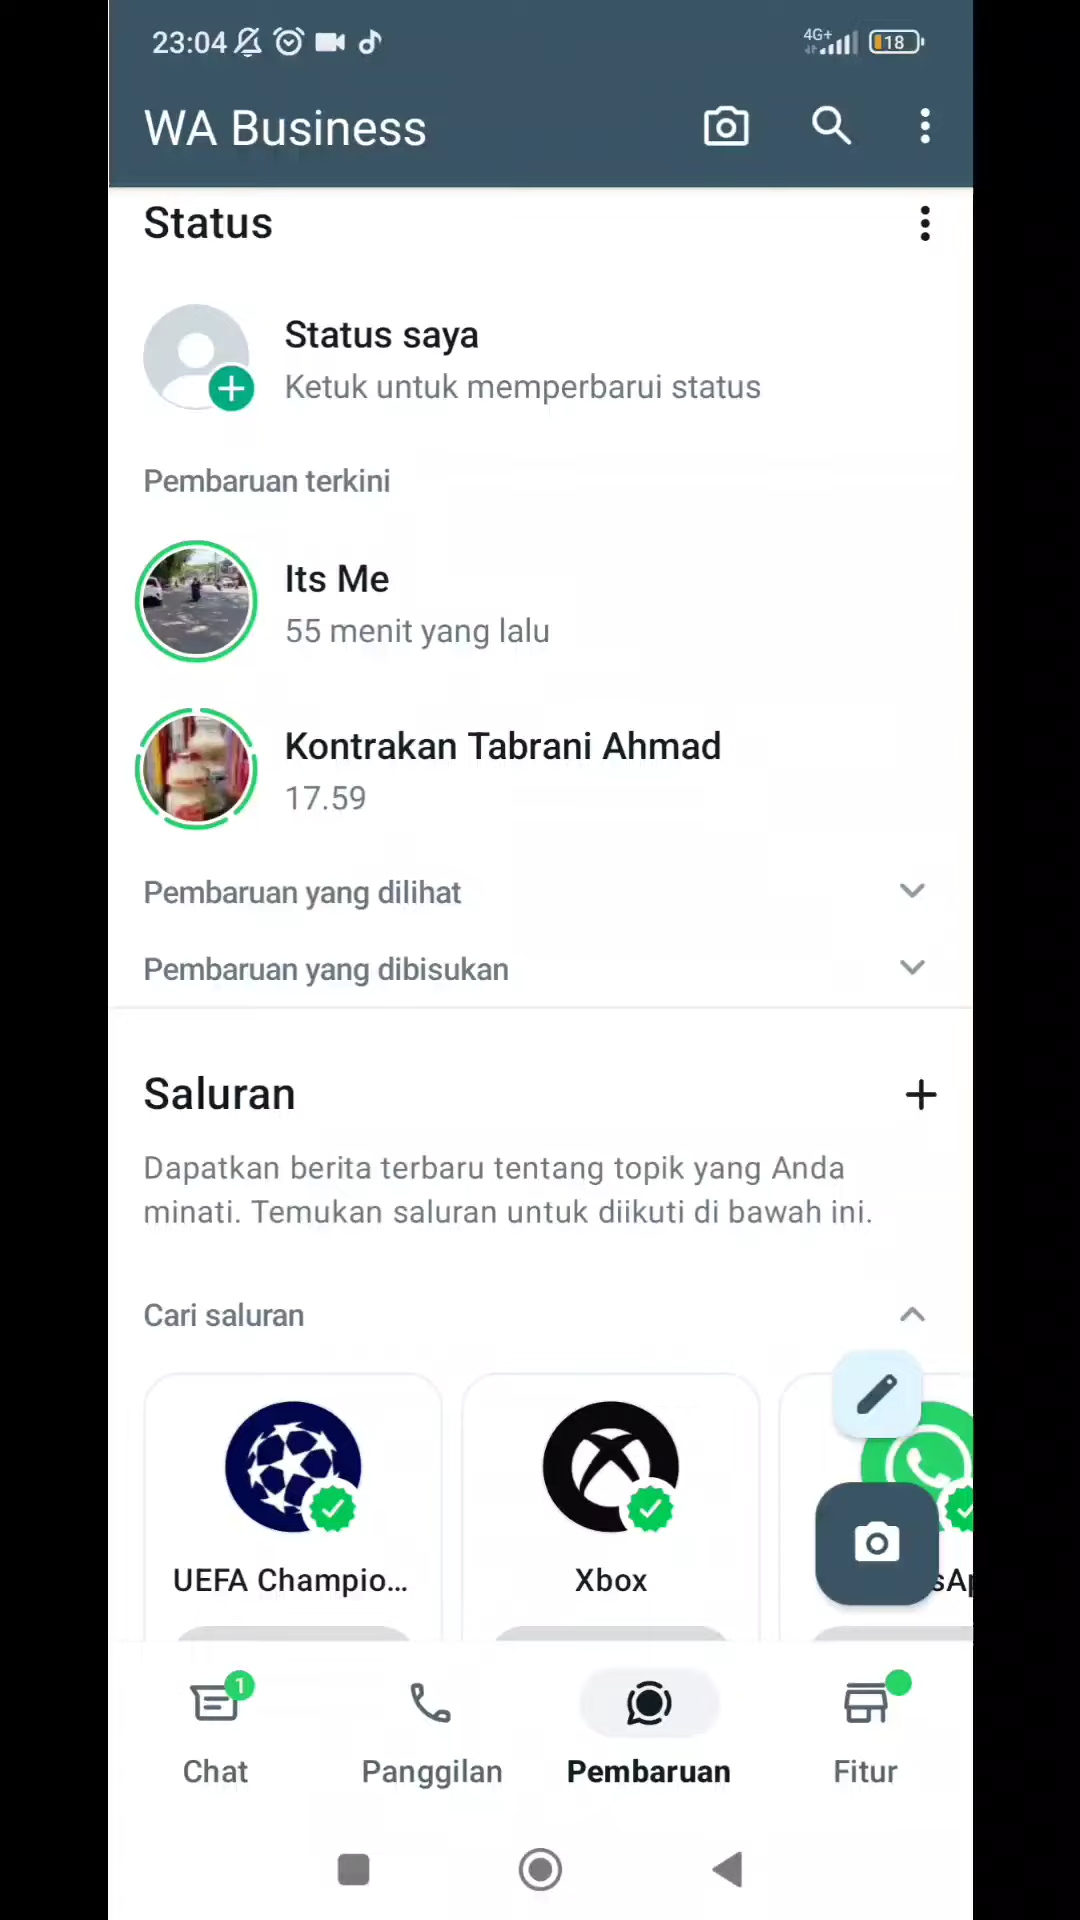 23:04
4G+
18
WA Business
Status
Status saya
Ketuk untuk memperbarui status
Pembaruan terkini
Its Me
55 menit yang lalu
Kontrakan Tabrani Ahmad
17.59
Pembaruan yang dilihat
Pembaruan yang dibisukan
Saluran
Dapatkan berita terbaru tentang topik yang Anda
minati. Temukan saluran untuk diikuti di bawah ini.
Cari saluran
UEFA Champio...
Xbox
sAp
1
Chat
Panggilan
Pembaruan
Fitur